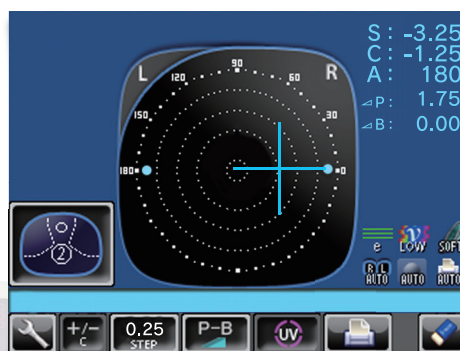 S: -3.25
C: -1.25
A: 180
⊿P: 1.75
⊿B: 0.00
L
R
90
120
60
150
30
180
0
2
e
LOW
SOFT
R L
AUTO
AUTO
AUTO
+/-
C
0.25
STEP
P-B
UV